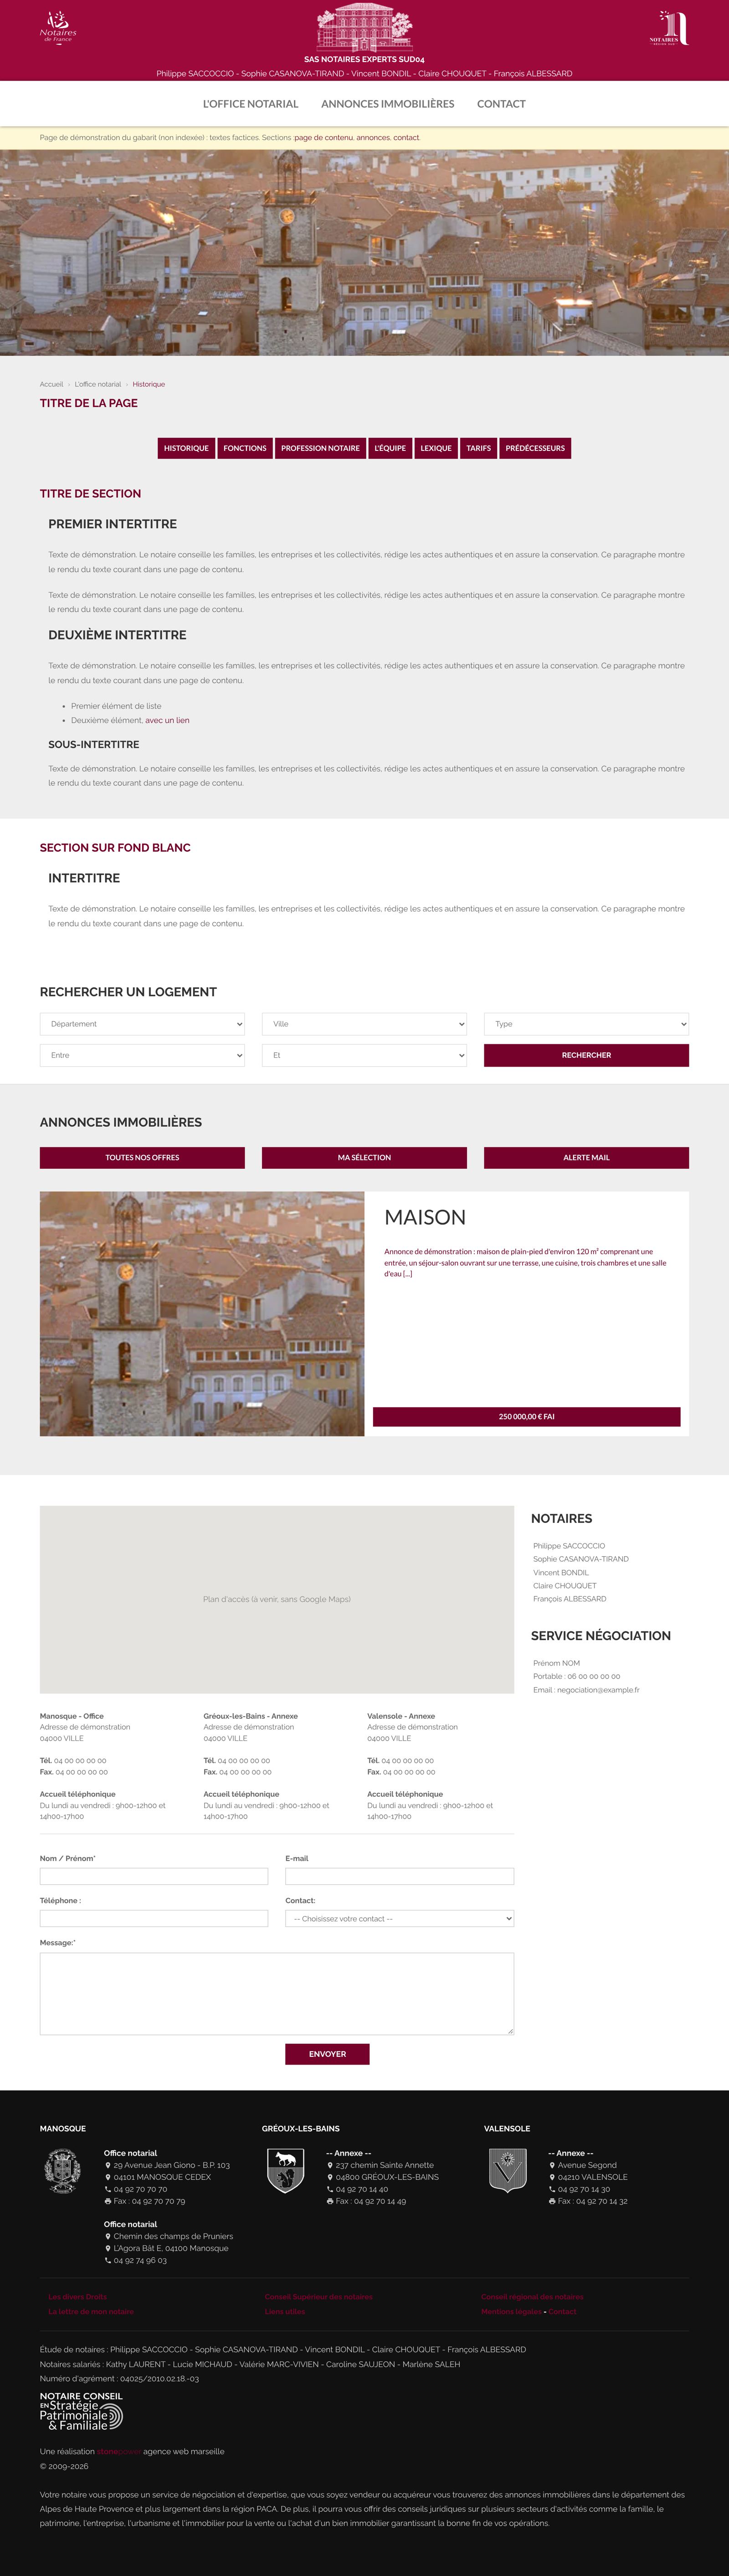 Notaires
de France
SAS NOTAIRES EXPERTS SUD04
NOTAIRES
Philippe SACCOCCIO - Sophie CASANOVA-TIRAND - Vincent BONDIL - Claire CHOUQUET - François ALBESSARD
L'OFFICE NOTARIAL ANNONCES IMMOBILIÈRES CONTACT
Page de démonstration du gabarit (non indexée) : textes factices. Sections :page de contenu, annonces, contact.
Accueil › L'office notarial › Historique
TITRE DE LA PAGE
HISTORIQUE FONCTIONS PROFESSION NOTAIRE L'ÉQUIPE LEXIQUE TARIFS PRÉDÉCESSEURS
TITRE DE SECTION
PREMIER INTERTITRE
Texte de démonstration. Le notaire conseille les familles, les entreprises et les collectivités, rédige les actes authentiques et en assure la conservation. Ce paragraphe montre
le rendu du texte courant dans une page de contenu.
Texte de démonstration. Le notaire conseille les familles, les entreprises et les collectivités, rédige les actes authentiques et en assure la conservation. Ce paragraphe montre
le rendu du texte courant dans une page de contenu.
DEUXIÈME INTERTITRE
Texte de démonstration. Le notaire conseille les familles, les entreprises et les collectivités, rédige les actes authentiques et en assure la conservation. Ce paragraphe montre
le rendu du texte courant dans une page de contenu.
• Premier élément de liste
• Deuxième élément, avec un lien
SOUS-INTERTITRE
Texte de démonstration. Le notaire conseille les familles, les entreprises et les collectivités, rédige les actes authentiques et en assure la conservation. Ce paragraphe montre
le rendu du texte courant dans une page de contenu.
SECTION SUR FOND BLANC
INTERTITRE
Texte de démonstration. Le notaire conseille les familles, les entreprises et les collectivités, rédige les actes authentiques et en assure la conservation. Ce paragraphe montre
le rendu du texte courant dans une page de contenu.
RECHERCHER UN LOGEMENT
Département Ville Type
Entre Et RECHERCHER
ANNONCES IMMOBILIÈRES
TOUTES NOS OFFRES MA SÉLECTION ALERTE MAIL
MAISON
Annonce de démonstration : maison de plain-pied d'environ 120 m² comprenant une
entrée, un séjour-salon ouvrant sur une terrasse, une cuisine, trois chambres et une salle
d'eau [...]
250 000,00 € FAI
Plan d'accès (à venir, sans Google Maps)
NOTAIRES
Philippe SACCOCCIO
Sophie CASANOVA-TIRAND
Vincent BONDIL
Claire CHOUQUET
François ALBESSARD
SERVICE NÉGOCIATION
Prénom NOM
Portable : 06 00 00 00 00
Email : negociation@example.fr
Manosque - Office
Adresse de démonstration
04000 VILLE
Tél. 04 00 00 00 00
Fax. 04 00 00 00 00
Accueil téléphonique
Du lundi au vendredi : 9h00-12h00 et
14h00-17h00
Gréoux-les-Bains - Annexe
Adresse de démonstration
04000 VILLE
Tél. 04 00 00 00 00
Fax. 04 00 00 00 00
Accueil téléphonique
Du lundi au vendredi : 9h00-12h00 et
14h00-17h00
Valensole - Annexe
Adresse de démonstration
04000 VILLE
Tél. 04 00 00 00 00
Fax. 04 00 00 00 00
Accueil téléphonique
Du lundi au vendredi : 9h00-12h00 et
14h00-17h00
Nom / Prénom* E-mail
Téléphone : Contact:
-- Choisissez votre contact --
Message:*
ENVOYER
MANOSQUE
Office notarial
29 Avenue Jean Giono - B.P. 103
04101 MANOSQUE CEDEX
04 92 70 70 70
Fax : 04 92 70 70 79
Office notarial
Chemin des champs de Pruniers
L'Agora Bât E, 04100 Manosque
04 92 74 96 03
GRÉOUX-LES-BAINS
-- Annexe --
237 chemin Sainte Annette
04800 GRÉOUX-LES-BAINS
04 92 70 14 40
Fax : 04 92 70 14 49
VALENSOLE
-- Annexe --
Avenue Segond
04210 VALENSOLE
04 92 70 14 30
Fax : 04 92 70 14 32
Les divers Droits Conseil Supérieur des notaires Conseil régional des notaires
La lettre de mon notaire Liens utiles Mentions légales - Contact
Étude de notaires : Philippe SACCOCCIO - Sophie CASANOVA-TIRAND - Vincent BONDIL - Claire CHOUQUET - François ALBESSARD
Notaires salariés : Kathy LAURENT - Lucie MICHAUD - Valérie MARC-VIVIEN - Caroline SAUJEON - Marlène SALEH
Numéro d'agrément : 04025/2010.02.18.-03
NOTAIRE CONSEIL
EN Stratégie
Patrimoniale
& Familiale
Une réalisation stonepower agence web marseille
© 2009-2026
Votre notaire vous propose un service de négociation et d'expertise, que vous soyez vendeur ou acquéreur vous trouverez des annonces immobilières dans le département des
Alpes de Haute Provence et plus largement dans la région PACA. De plus, il pourra vous offrir des conseils juridiques sur plusieurs secteurs d'activités comme la famille, le
patrimoine, l'entreprise, l'urbanisme et l'immobilier pour la vente ou l'achat d'un bien immobilier garantissant la bonne fin de vos opérations.